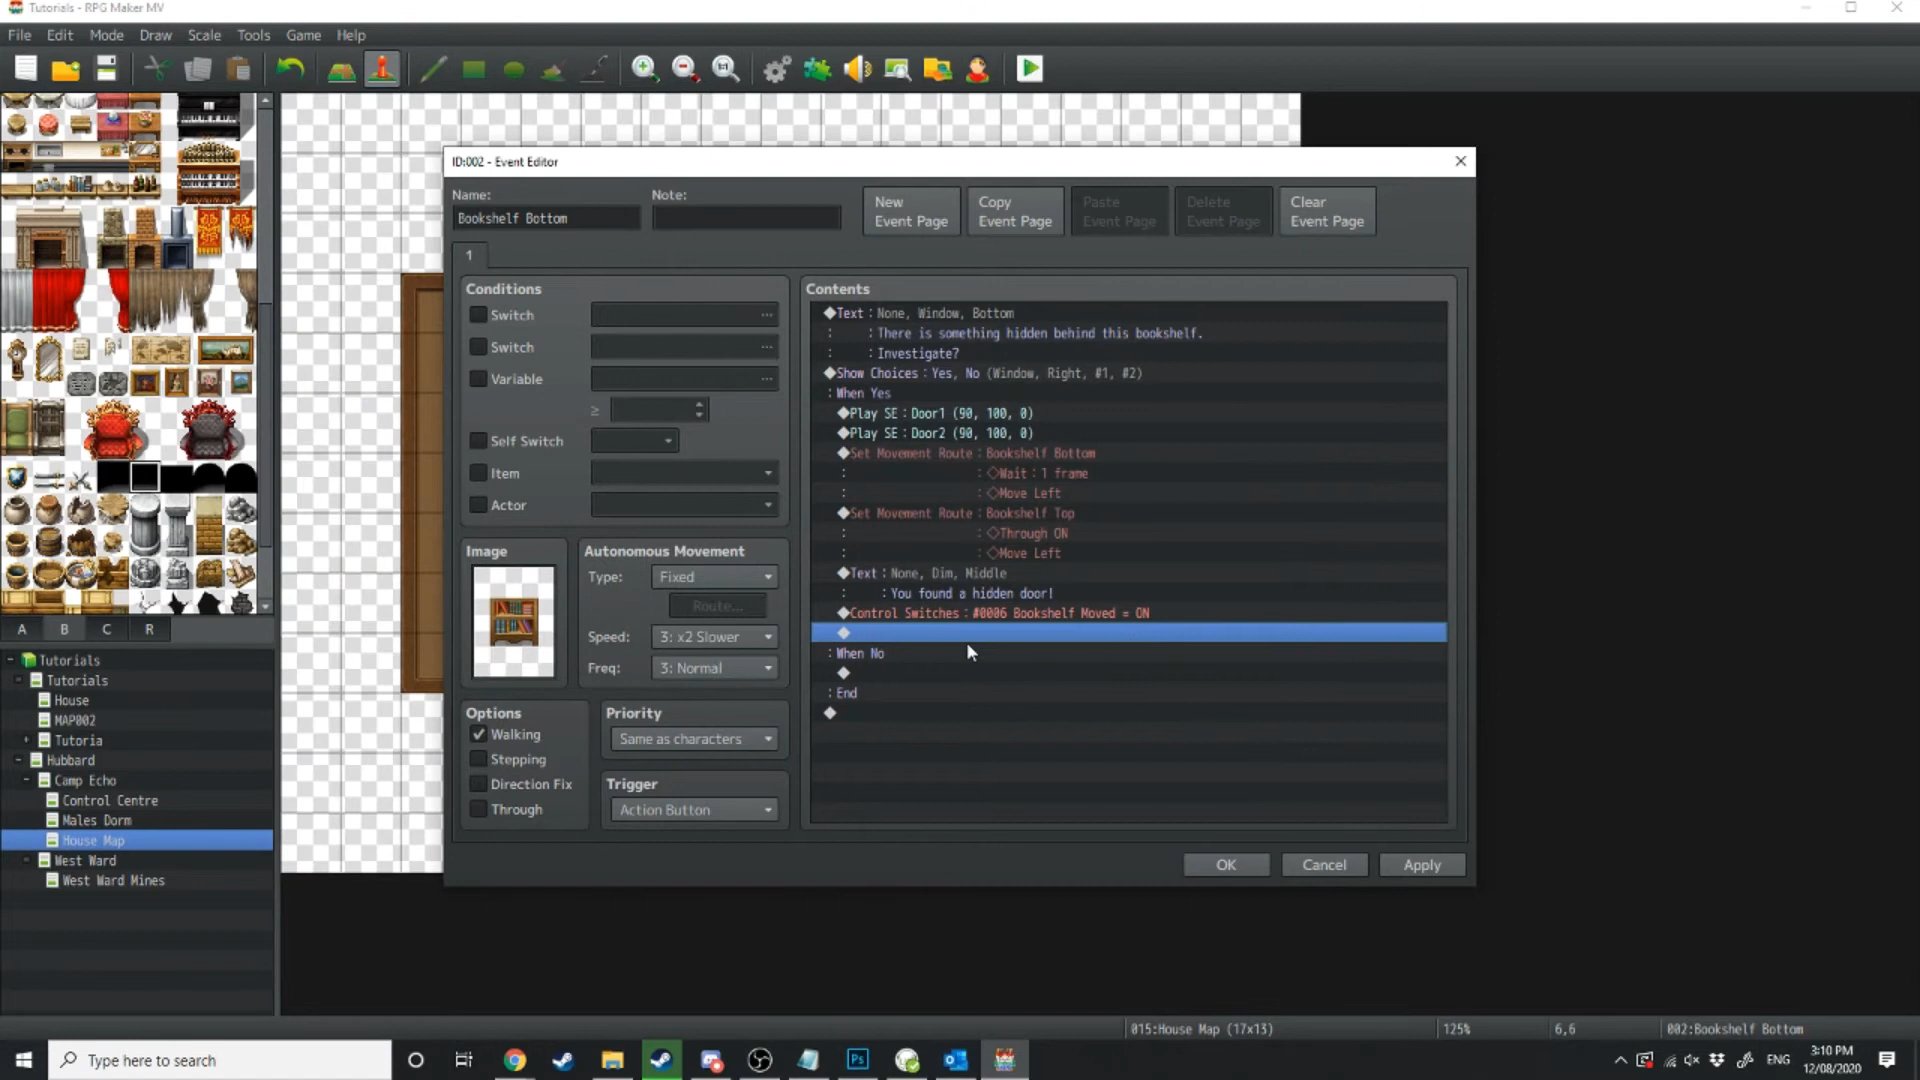 Tutorials - RPG Maker MV
File Edit Mode Draw Scale Tools Game Help
ID:002 - Event Editor
Name: Note:
Bookshelf Bottom
New Event Page
Copy Event Page
Paste Event Page
Delete Event Page
Clear Event Page
1
Conditions
Switch ...
Switch ...
Variable ...
≥
Self Switch
Item
Actor
Image
Autonomous Movement
Type: Fixed
Route...
Speed: 3: x2 Slower
Freq: 3: Normal
Options
Walking
Stepping
Direction Fix
Through
Priority
Same as characters
Trigger
Action Button
Contents
◆Text : None, Window, Bottom
: : There is something hidden behind this bookshelf.
: : Investigate?
◆Show Choices : Yes, No (Window, Right, #1, #2)
: When Yes
◆Play SE : Door1 (90, 100, 0)
◆Play SE : Door2 (90, 100, 0)
◆Set Movement Route : Bookshelf Bottom
: : ◇Wait : 1 frame
: : ◇Move Left
◆Set Movement Route : Bookshelf Top
: : ◇Through ON
: : ◇Move Left
◆Text : None, Dim, Middle
: : You found a hidden door!
◆Control Switches : #0006 Bookshelf Moved = ON
◆
: When No
◆
: End
◆
OK Cancel Apply
A B C R
Tutorials
Tutorials
House
MAP002
Tutoria
Hubbard
Camp Echo
Control Centre
Males Dorm
House Map
West Ward
West Ward Mines
015:House Map (17x13) 125% 6,6 002:Bookshelf Bottom
Type here to search
Ps
ENG
3:10 PM
12/08/2020